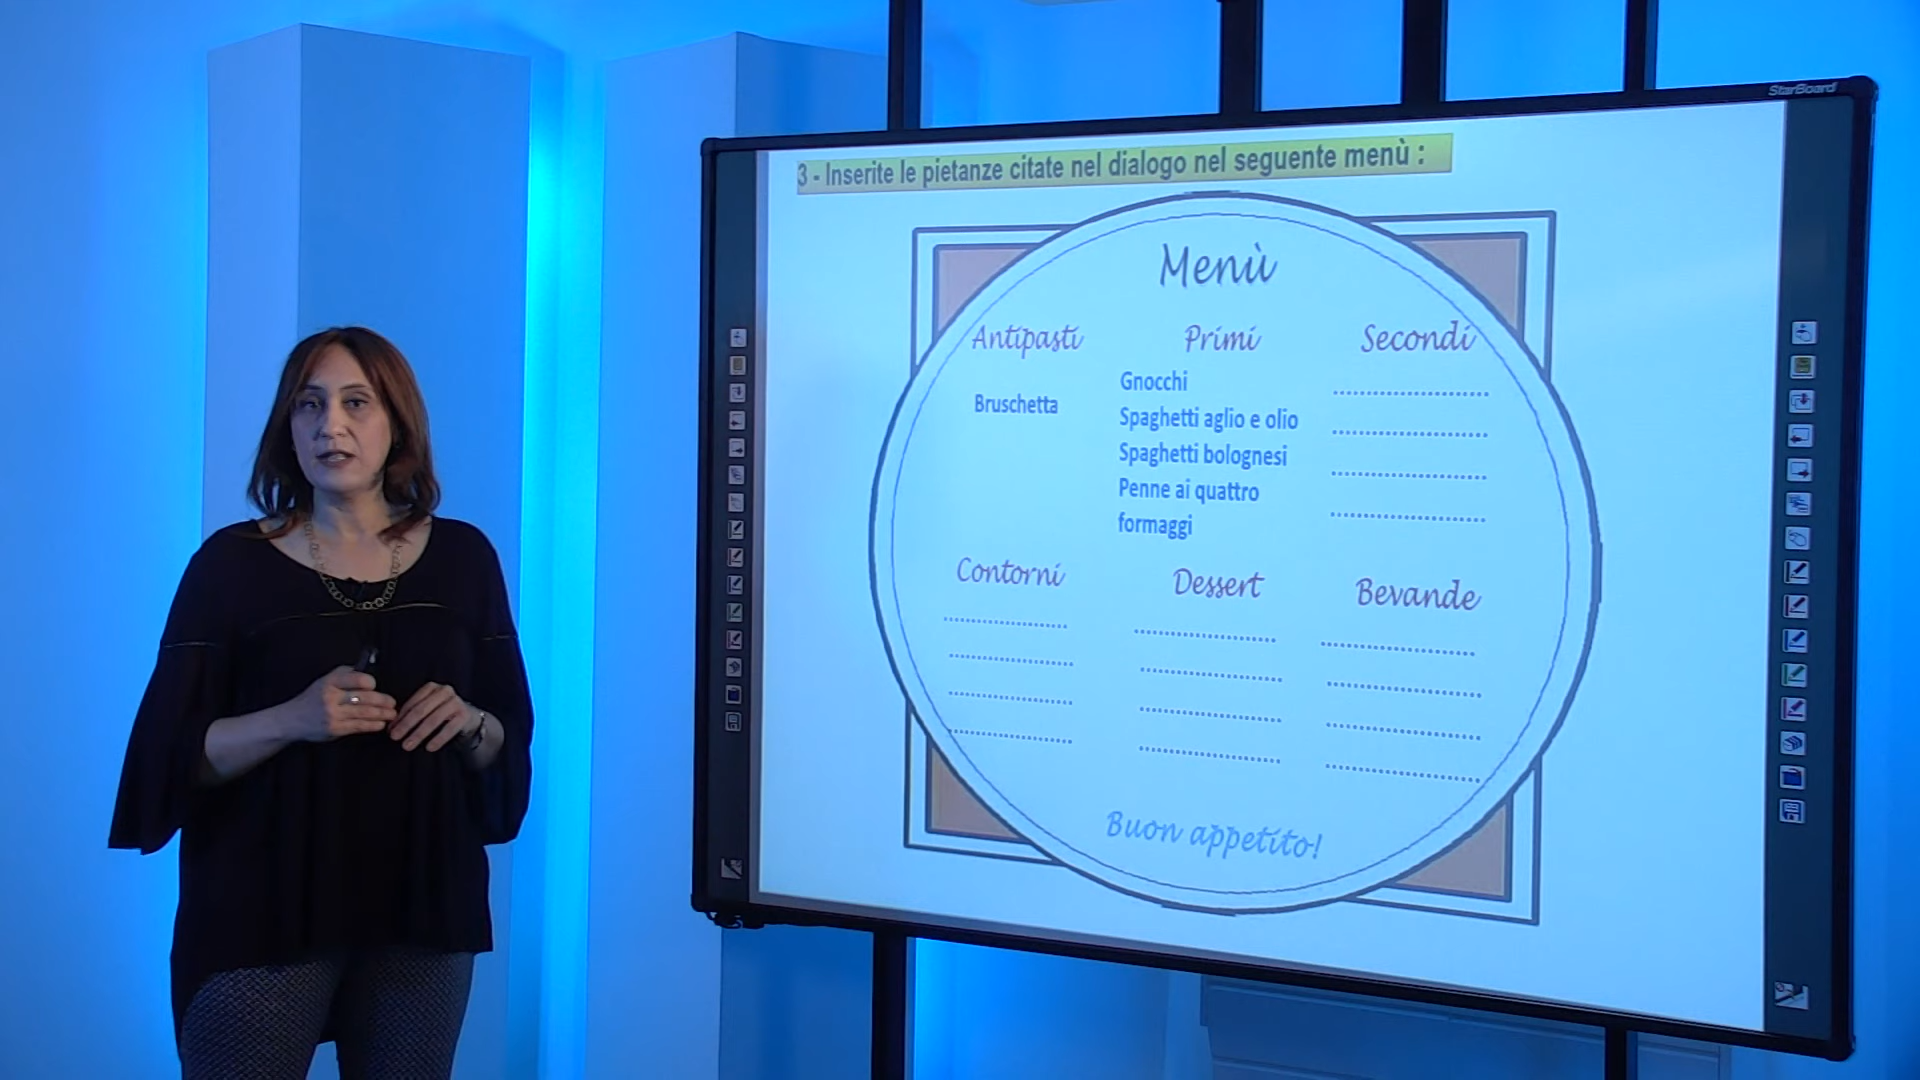 StarBoard
3 - Inserite le pietanze citate nel dialogo nel seguente menù :
Menù
Antipasti
Bruschetta
Primi
Gnocchi
Spaghetti aglio e olio
Spaghetti bolognesi
Penne ai quattro
formaggi
Secondi
........................................
........................................
........................................
........................................
Contorni
................................
................................
................................
................................
Dessert
....................................
....................................
....................................
....................................
Bevande
........................................
........................................
........................................
........................................
Buon appetito!